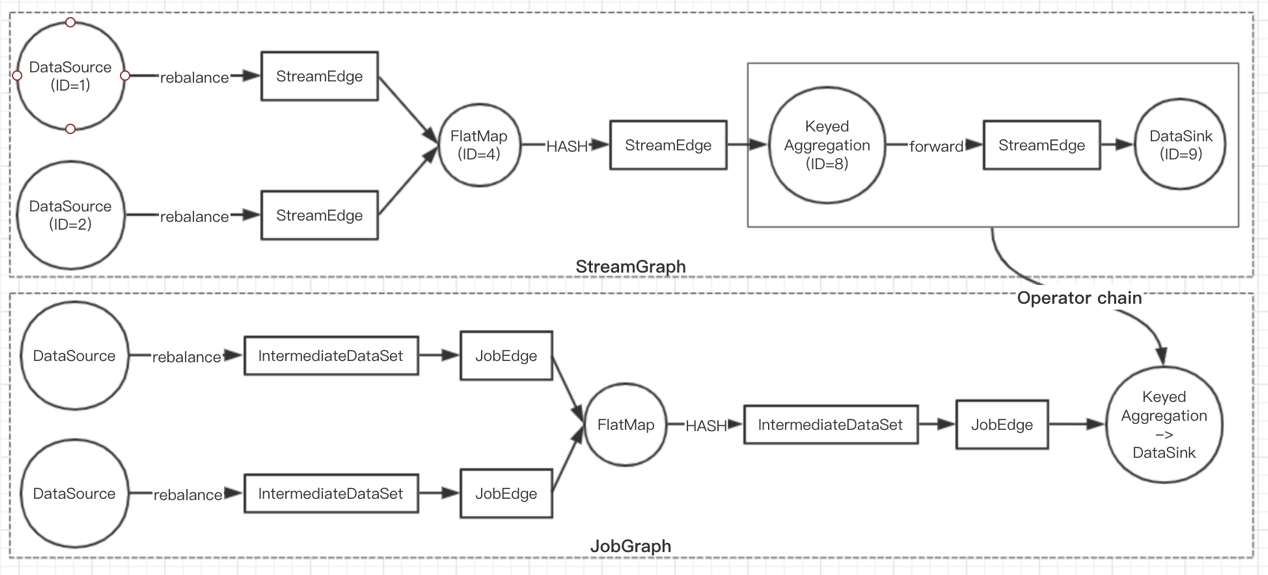 DataSource
(ID=1)
rebalance
StreamEdge
DataSource
(ID=2)
rebalance
StreamEdge
FlatMap
(ID=4)
HASH
StreamEdge
Keyed
Aggregation
(ID=8)
forward
StreamEdge
DataSink
(ID=9)
StreamGraph
Operator chain
DataSource
rebalance
IntermediateDataSet
JobEdge
DataSource
rebalance
IntermediateDataSet
JobEdge
FlatMap
HASH
IntermediateDataSet
JobEdge
Keyed
Aggregation
–>
DataSink
JobGraph